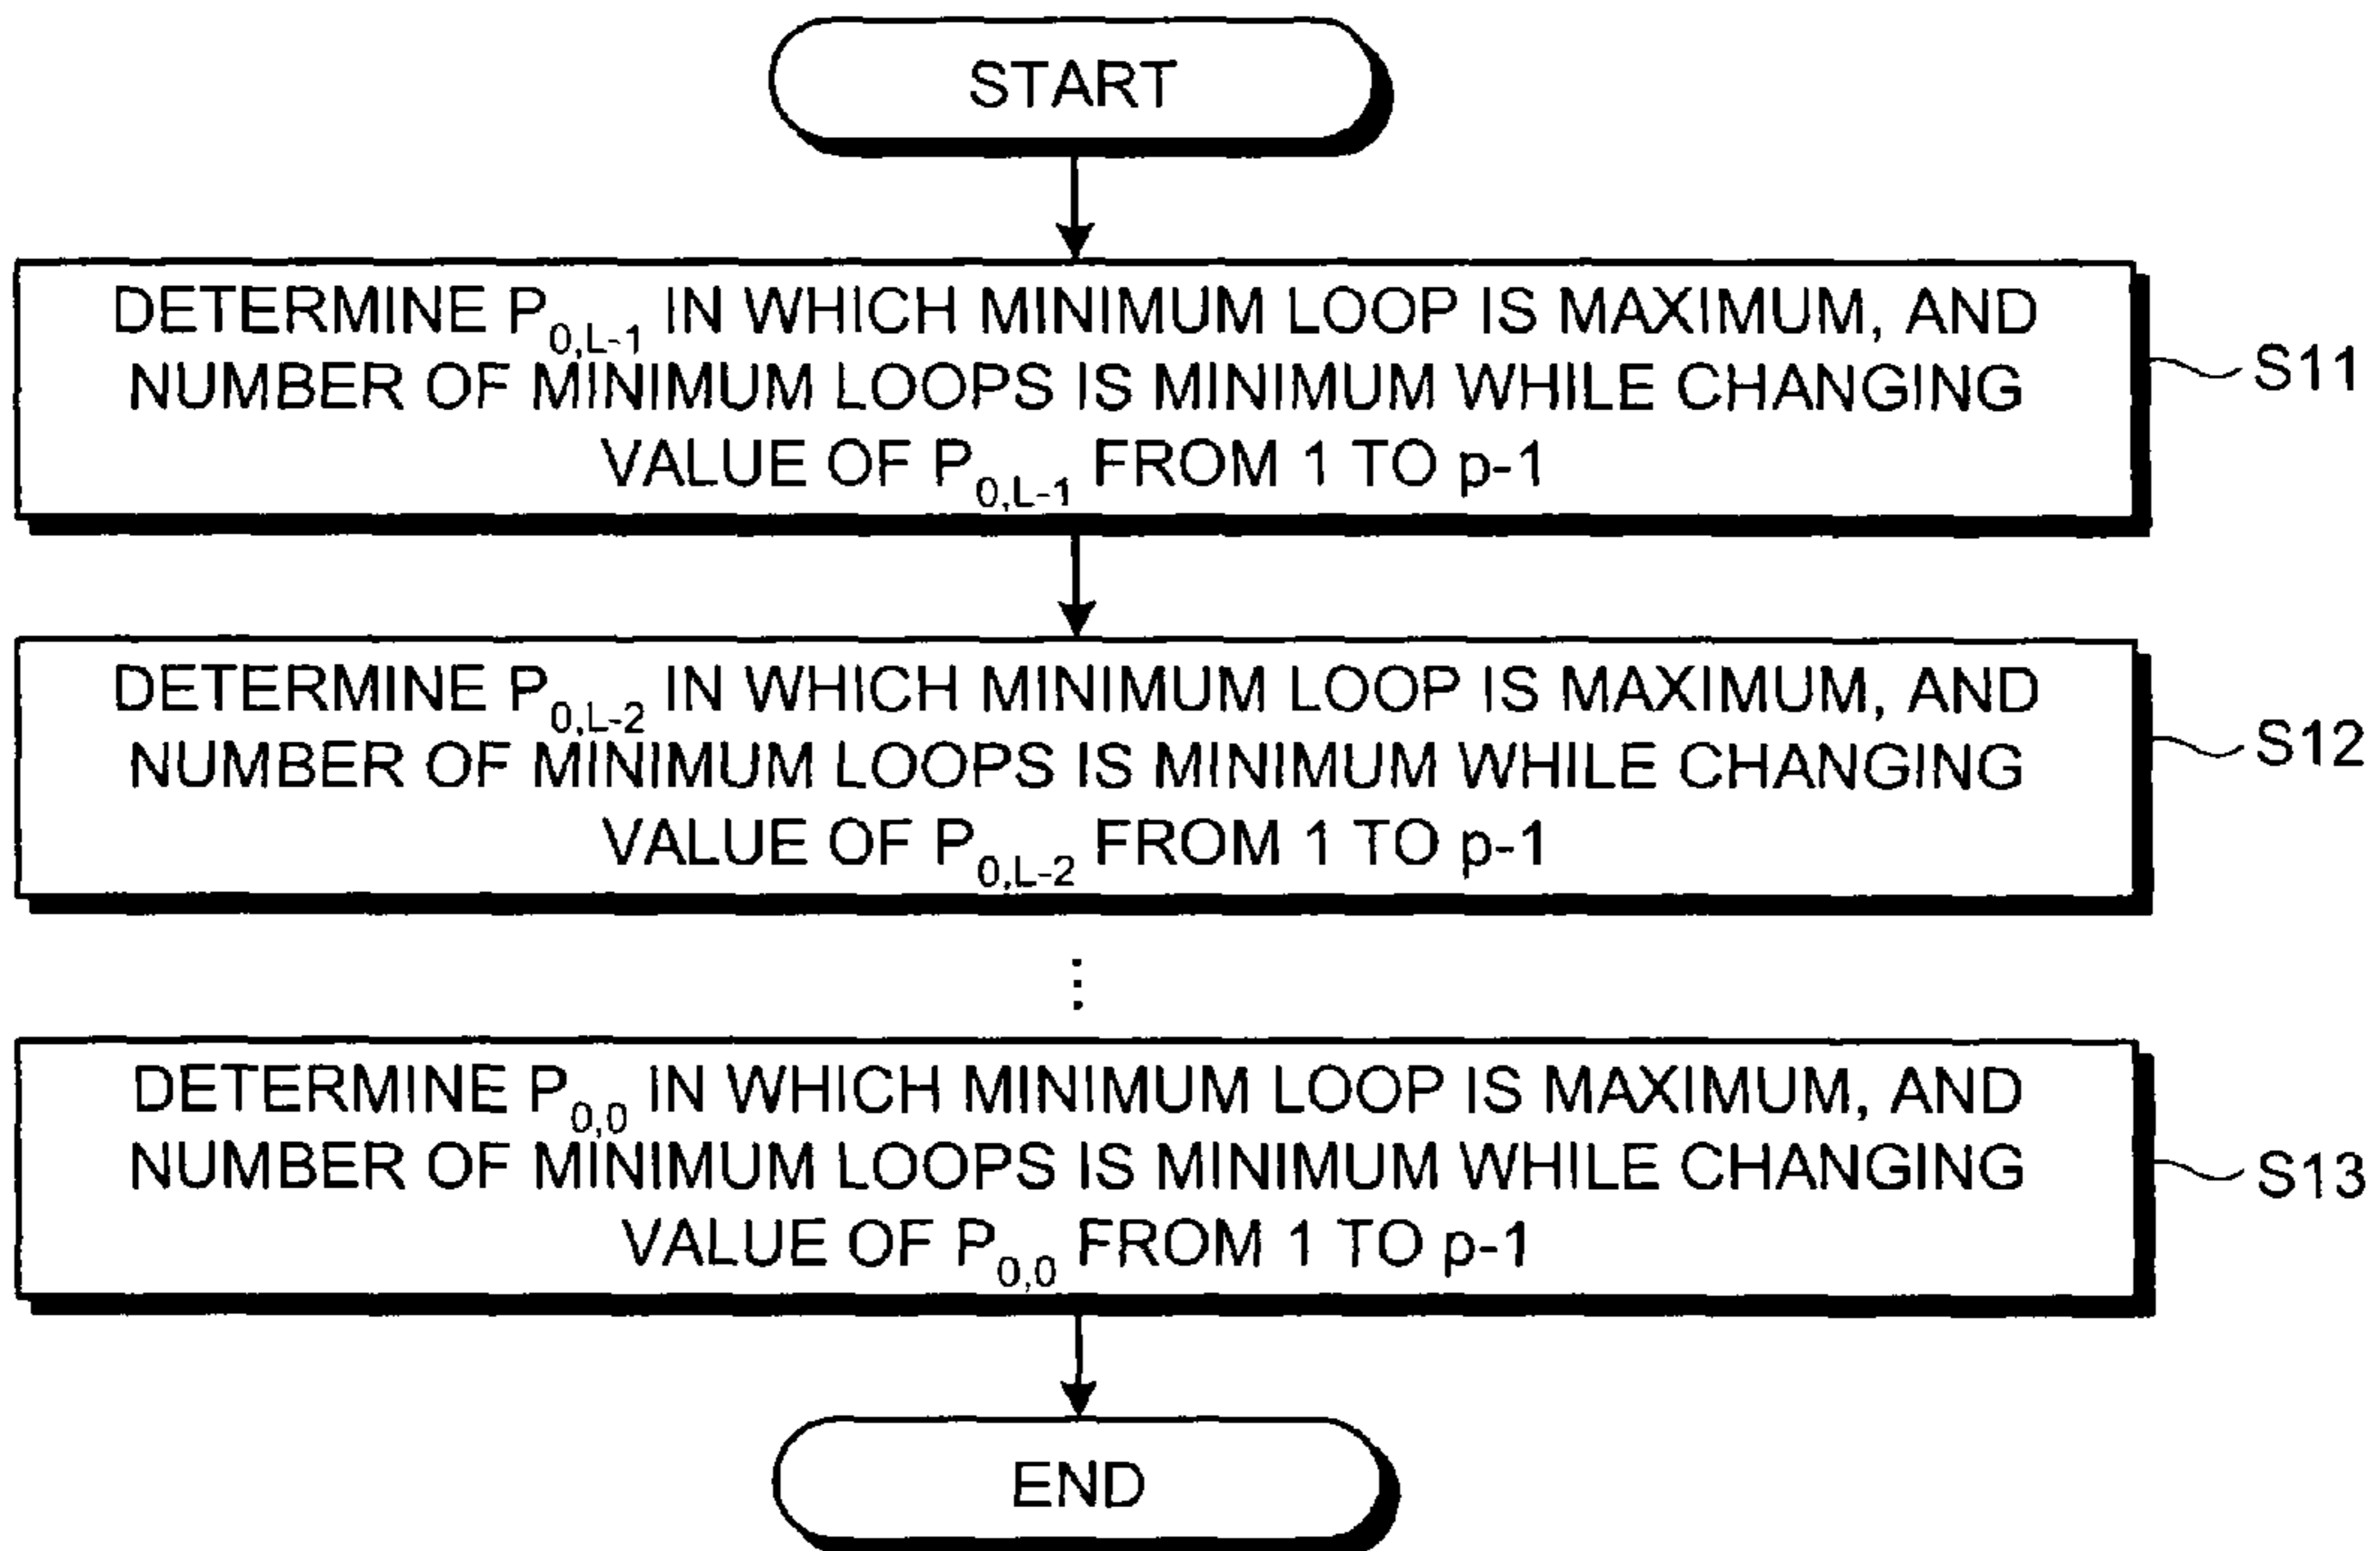 START
DETERMINE P0,L-1 IN WHICH MINIMUM LOOP IS MAXIMUM, AND
NUMBER OF MINIMUM LOOPS IS MINIMUM WHILE CHANGING
VALUE OF P0,L-1 FROM 1 TO p-1
S11
DETERMINE P0,L-2 IN WHICH MINIMUM LOOP IS MAXIMUM, AND
NUMBER OF MINIMUM LOOPS IS MINIMUM WHILE CHANGING
VALUE OF P0,L-2 FROM 1 TO p-1
S12
⋮
DETERMINE P0,0 IN WHICH MINIMUM LOOP IS MAXIMUM, AND
NUMBER OF MINIMUM LOOPS IS MINIMUM WHILE CHANGING
VALUE OF P0,0 FROM 1 TO p-1
S13
END